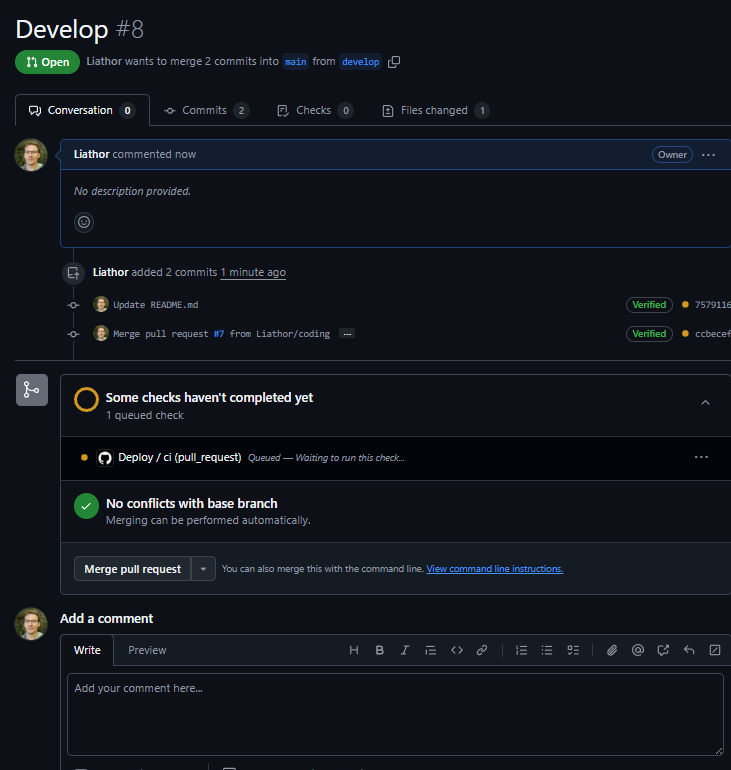 Develop #8
Open Liathor wants to merge 2 commits into main from develop
Conversation 0 Commits 2 Checks 0 Files changed 1
Liathor commented now Owner
No description provided.
Liathor added 2 commits 1 minute ago
Update README.md Verified 7579116
Merge pull request #7 from Liathor/coding … Verified ccbecef
Some checks haven't completed yet
1 queued check
Deploy / ci (pull_request) Queued — Waiting to run this check...
No conflicts with base branch
Merging can be performed automatically.
Merge pull request You can also merge this with the command line. View command line instructions.
Add a comment
Write Preview
Add your comment here...